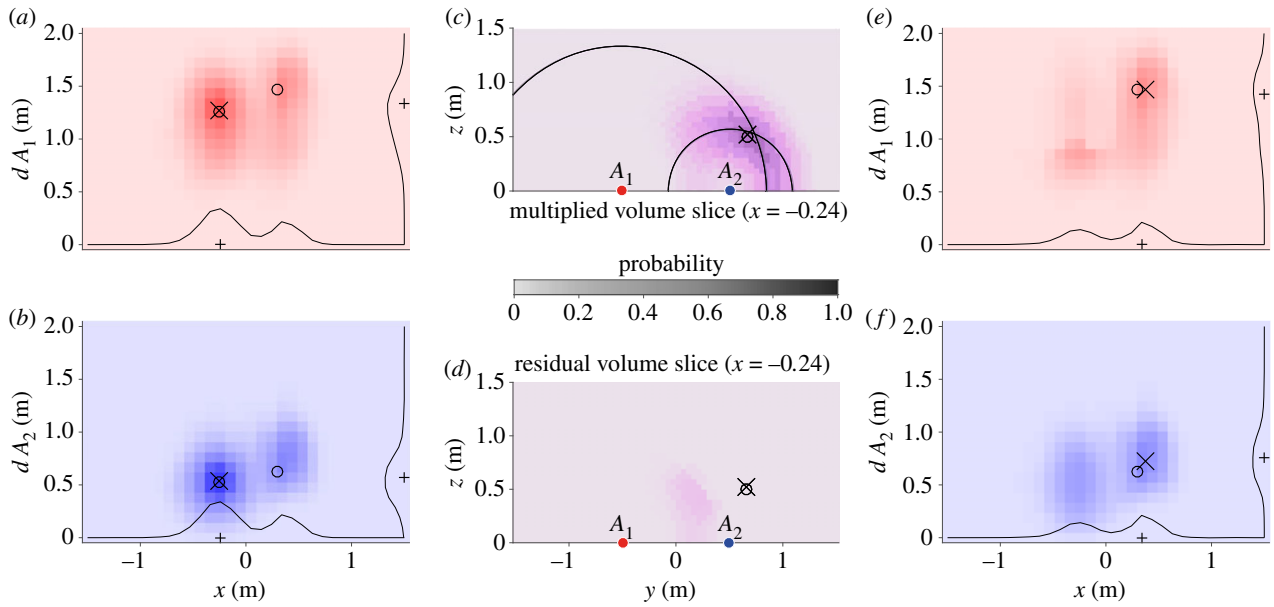 (a)
2.0
1.5
1.0
0.5
0
d A1 (m)
(b)
2.0
1.5
1.0
0.5
0
d A2 (m)
–1 0 1
x (m)
(c)
1.5
1.0
0.5
0
z (m)
A1 A2
multiplied volume slice (x = –0.24)
probability
0 0.2 0.4 0.6 0.8 1.0
residual volume slice (x = –0.24)
(d)
1.5
1.0
0.5
0
z (m)
A1 A2
–1 0 1
y (m)
(e)
2.0
1.5
1.0
0.5
0
d A1 (m)
(f)
2.0
1.5
1.0
0.5
0
d A2 (m)
–1 0 1
x (m)